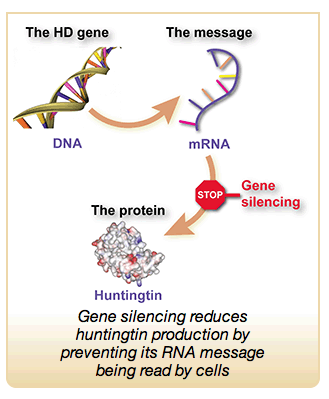 The HD gene
The message
DNA
mRNA
STOP
Gene
silencing
The protein
Huntingtin
Gene silencing reduces
huntingtin production by
preventing its RNA message
being read by cells